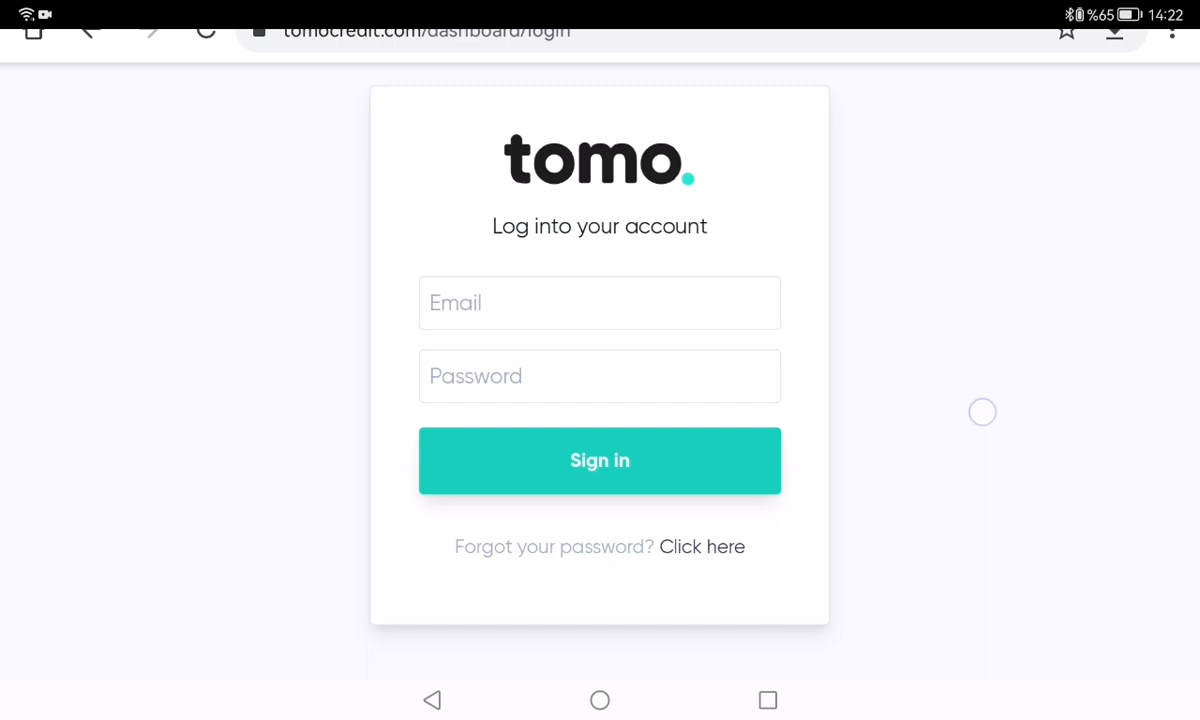 %65 14:22
tomocredit.com/dashboard/login
tomo.
Log into your account
Email
Password
Sign in
Forgot your password? Click here